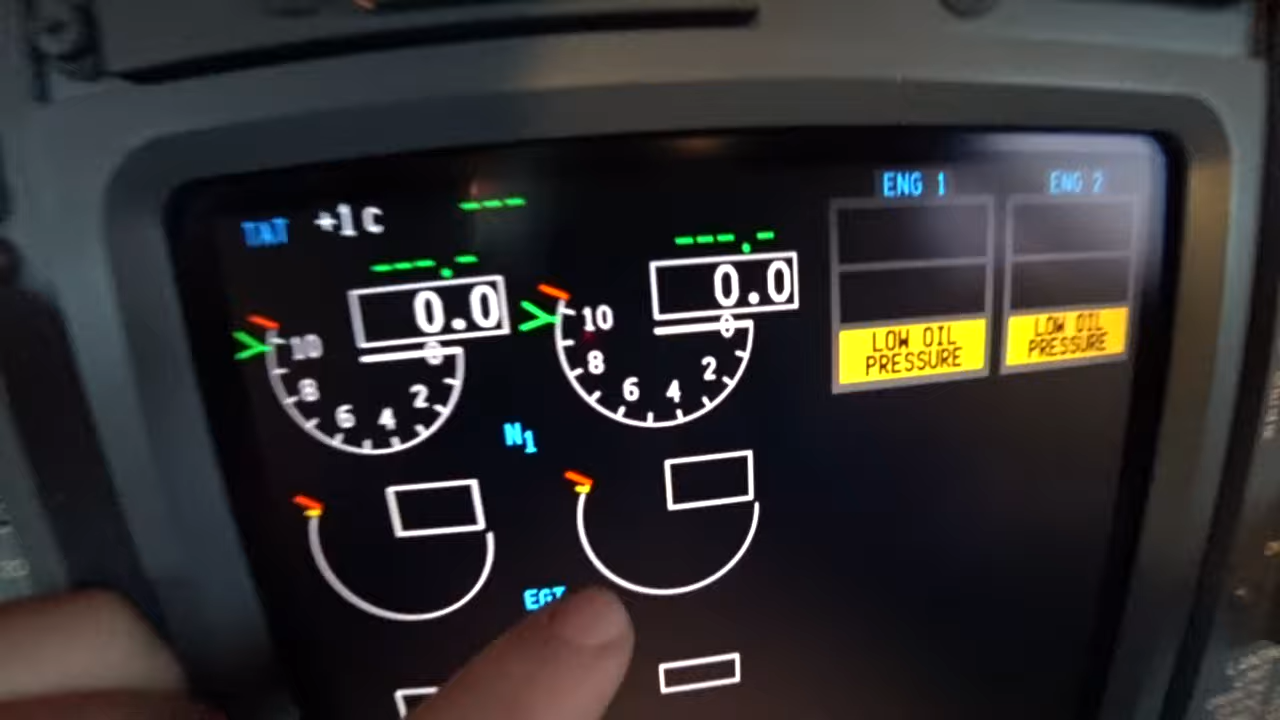 TAT +1c ---
---.-
0.0
10
8
6
4
2
0
---.-
0.0
10
8
6
4
2
0
N1
EGT
ENG 1
LOW OIL
PRESSURE
ENG 2
LOW OIL
PRESSURE